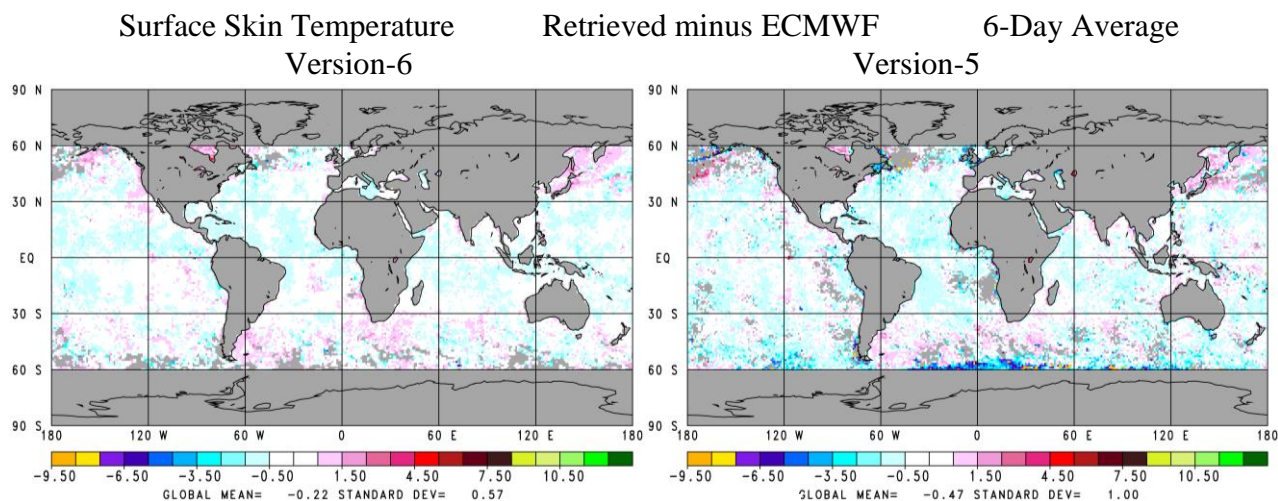 Surface Skin Temperature Retrieved minus ECMWF 6-Day Average
Version-6 Version-5
90 N
60 N
30 N
EQ
30 S
60 S
90 S
180 120 W 60 W 0 60 E 120 E 180
-9.50 -6.50 -3.50 -0.50 1.50 4.50 7.50 10.50
GLOBAL MEAN= -0.22 STANDARD DEV= 0.57
90 N
60 N
30 N
EQ
30 S
60 S
90 S
180 120 W 60 W 0 60 E 120 E 180
-9.50 -6.50 -3.50 -0.50 1.50 4.50 7.50 10.50
GLOBAL MEAN= -0.47 STANDARD DEV= 1.00